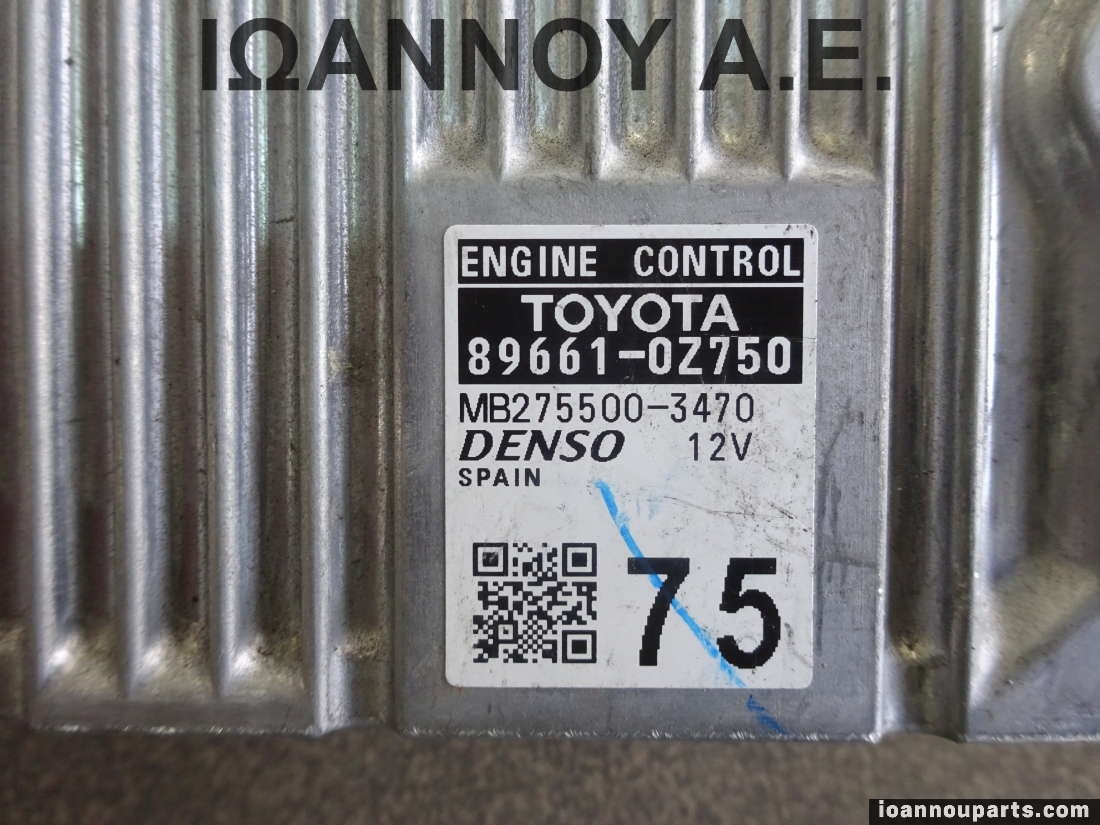 ΙΩΑΝΝΟΥ Α.Ε.
ENGINE CONTROL
TOYOTA
89661-0Z750
MB275500-3470
DENSO 12V
SPAIN
75
ioannouparts.com